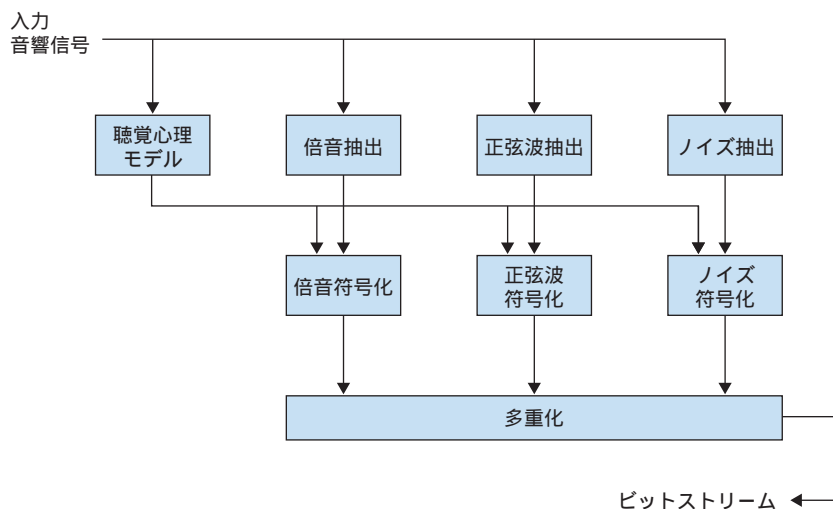 入力
音響信号
聴覚心理
モデル
倍音抽出
正弦波抽出
ノイズ抽出
倍音符号化
正弦波
符号化
ノイズ
符号化
多重化
ビットストリーム